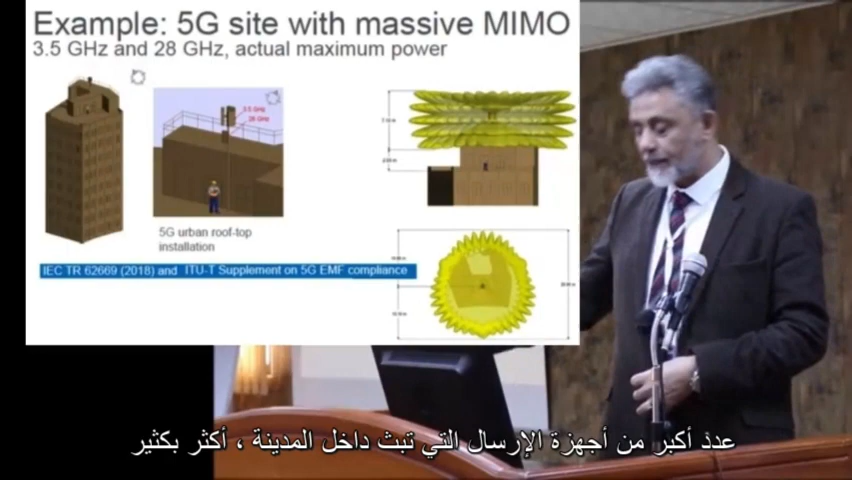 Example: 5G site with massive MIMO
3.5 GHz and 28 GHz, actual maximum power
3.5 GHz
28 GHz
5G urban roof-top
installation
IEC TR 62669 (2018) and ITU-T Supplement on 5G EMF compliance
عدد أكبر من أجهزة الإرسال التي تبث داخل المدينة ، أكثر بكثير